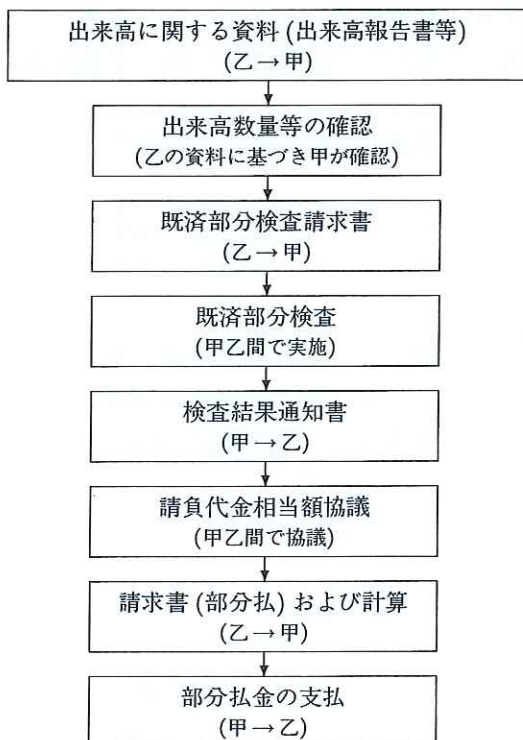 出来高に関する資料 (出来高報告書等)
(乙→甲)
出来高数量等の確認
(乙の資料に基づき甲が確認)
既済部分検査請求書
(乙→甲)
既済部分検査
(甲乙間で実施)
検査結果通知書
(甲→乙)
請負代金相当額協議
(甲乙間で協議)
請求書 (部分払) および計算
(乙→甲)
部分払金の支払
(甲→乙)